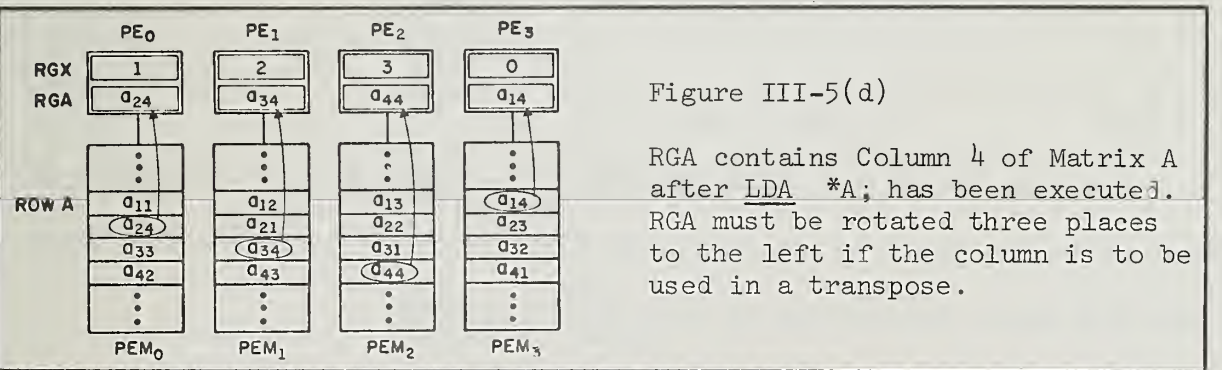 PE0 PE1 PE2 PE3
RGX 1 2 3 0
RGA a24 a34 a44 a14
ROW A a11 a12 a13 a14
a24 a21 a22 a23
a33 a34 a31 a32
a42 a43 a44 a41
PEM0 PEM1 PEM2 PEM3
Figure III-5(d)
RGA contains Column 4 of Matrix A
after LDA *A; has been executed.
RGA must be rotated three places
to the left if the column is to be
used in a transpose.